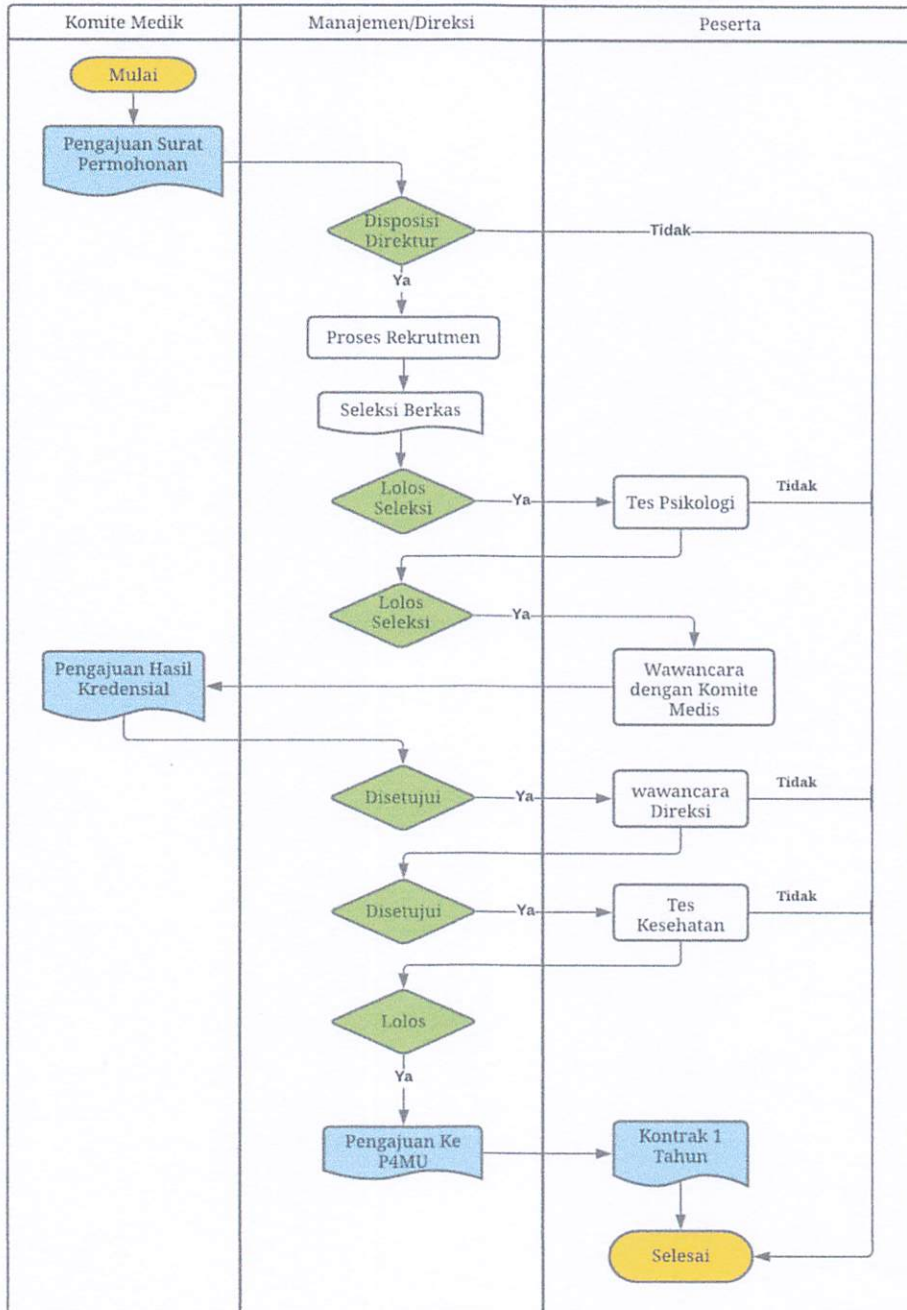 Komite Medik
Manajemen/Direksi
Peserta
Mulai
Pengajuan Surat
Permohonan
Disposisi
Direktur
Tidak
Ya
Proses Rekrutmen
Seleksi Berkas
Lolos
Seleksi
Ya
Tes Psikologi
Tidak
Lolos
Seleksi
Ya
Wawancara
dengan Komite
Medis
Pengajuan Hasil
Kredensial
Disetujui
Ya
wawancara
Direksi
Tidak
Disetujui
Ya
Tes
Kesehatan
Tidak
Lolos
Ya
Pengajuan Ke
P4MU
Kontrak 1
Tahun
Selesai